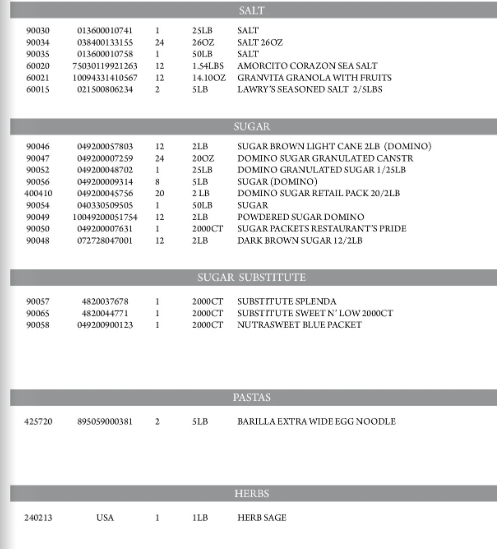 SALT
90030 013600010741 1 25LB SALT
90034 038400133155 24 26OZ SALT 26OZ
90035 013600010758 1 50LB SALT
60020 75030119921263 12 1.54LBS AMORCITO CORAZON SEA SALT
60021 10094331410567 12 14.10OZ GRANVITA GRANOLA WITH FRUITS
60015 021500806234 2 5LB LAWRY'S SEASONED SALT 2/5LBS
SUGAR
90046 049200057803 12 2LB SUGAR BROWN LIGHT CANE 2LB (DOMINO)
90047 049200007259 24 20OZ DOMINO SUGAR GRANULATED CANSTR
90052 049200048702 1 25LB DOMINO GRANULATED SUGAR 1/25LB
90056 049200009314 8 5LB SUGAR (DOMINO)
400410 049200045756 20 2 LB DOMINO SUGAR RETAIL PACK 20/2LB
90054 040330509505 1 50LB SUGAR
90049 10049200051754 12 2LB POWDERED SUGAR DOMINO
90050 049200007631 1 2000CT SUGAR PACKETS RESTAURANT'S PRIDE
90048 072728047001 12 2LB DARK BROWN SUGAR 12/2LB
SUGAR SUBSTITUTE
90057 4820037678 1 2000CT SUBSTITUTE SPLENDA
90065 4820044771 1 2000CT SUBSTITUTE SWEET N' LOW 2000CT
90058 049200900123 1 2000CT NUTRASWEET BLUE PACKET
PASTAS
425720 895059000381 2 5LB BARILLA EXTRA WIDE EGG NOODLE
HERBS
240213 USA 1 1LB HERB SAGE